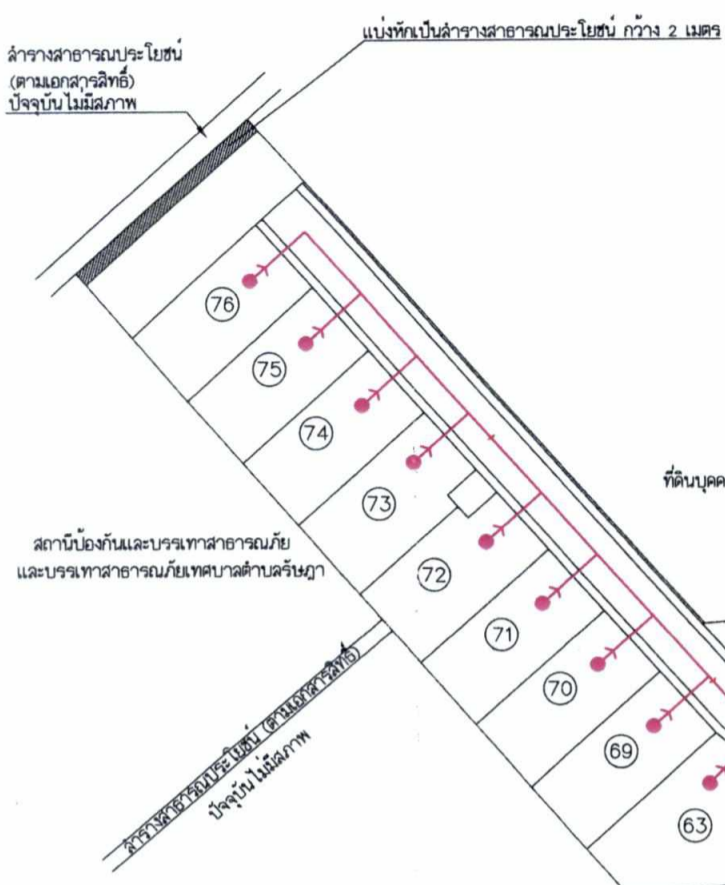 แบ่งหักเป็นลำรางสาธารณประโยชน์ กว้าง 2 เมตร
ลำรางสาธารณประโยชน์
(ตามเอกสารสิทธิ์)
ปัจจุบันไม่มีสภาพ
76
75
74
73
ที่ดินบุคค
สถานีป้องกันและบรรเทาสาธารณภัย
และบรรเทาสาธารณภัยเทศบาลตำบลรัษฎา
72
71
70
69
63
ลำรางสาธารณประโยชน์ (ตามเอกสารสิทธิ์)
ปัจจุบันไม่มีสภาพ